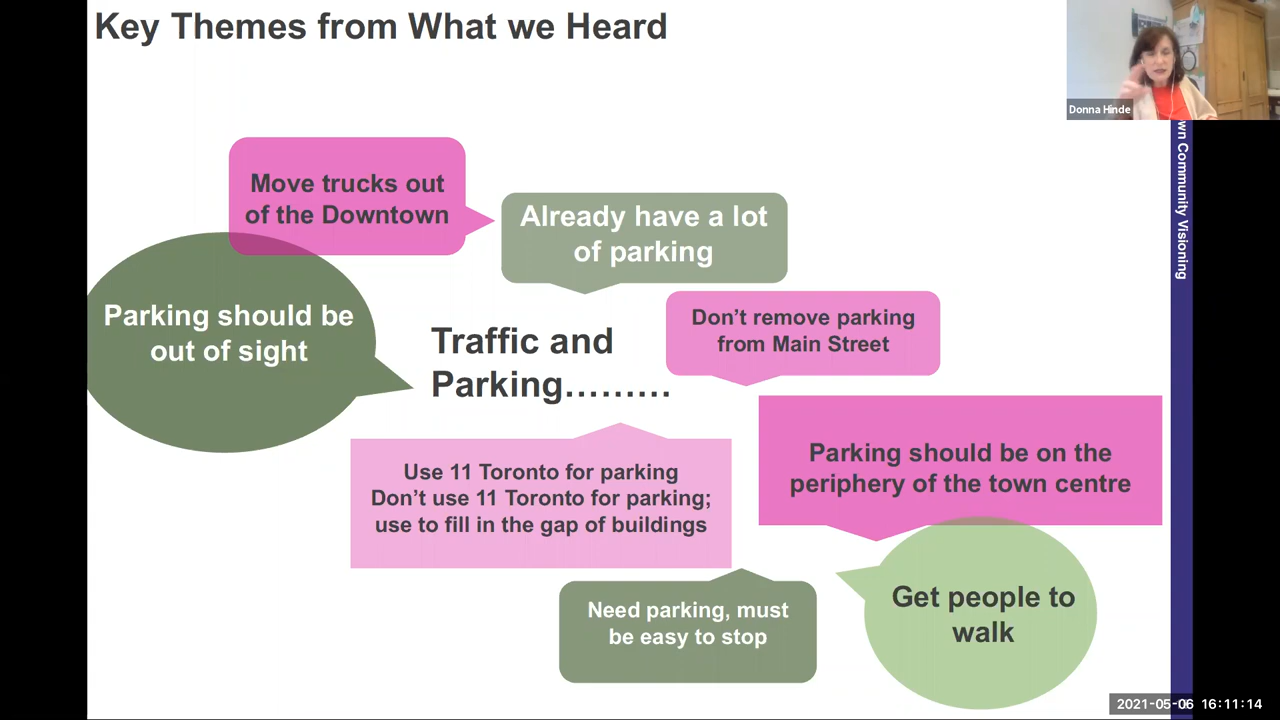 Key Themes from What we Heard
Donna Hinde
wn Community Visioning
Move trucks out
of the Downtown
Already have a lot
of parking
Parking should be
out of sight
Don’t remove parking
from Main Street
Traffic and
Parking………
Parking should be on the
periphery of the town centre
Use 11 Toronto for parking
Don’t use 11 Toronto for parking;
use to fill in the gap of buildings
Get people to
walk
Need parking, must
be easy to stop
2021-05-06 16:11:14